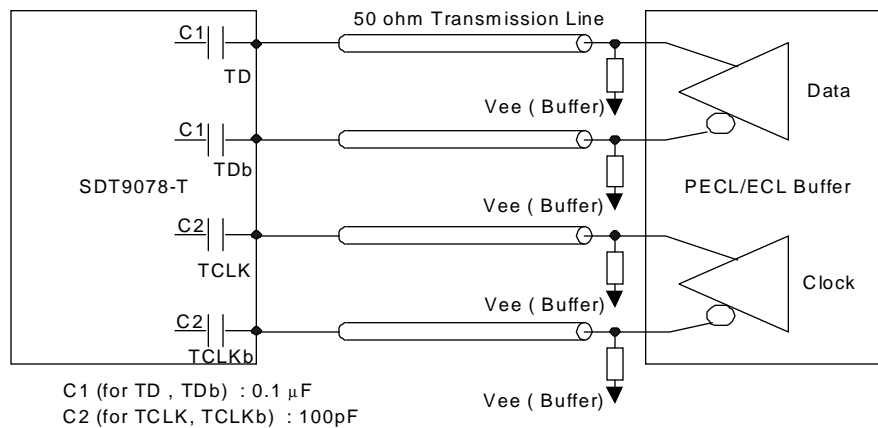 50 ohm Transmission Line
C1
TD
Vee ( Buffer)
Data
C1
TDb
SDT9078-T
PECL/ECL Buffer
Vee ( Buffer)
C2
TCLK
Clock
Vee ( Buffer)
C2
TCLKb
C1 (for TD , TDb) : 0.1 μF
Vee ( Buffer)
C2 (for TCLK, TCLKb) : 100pF